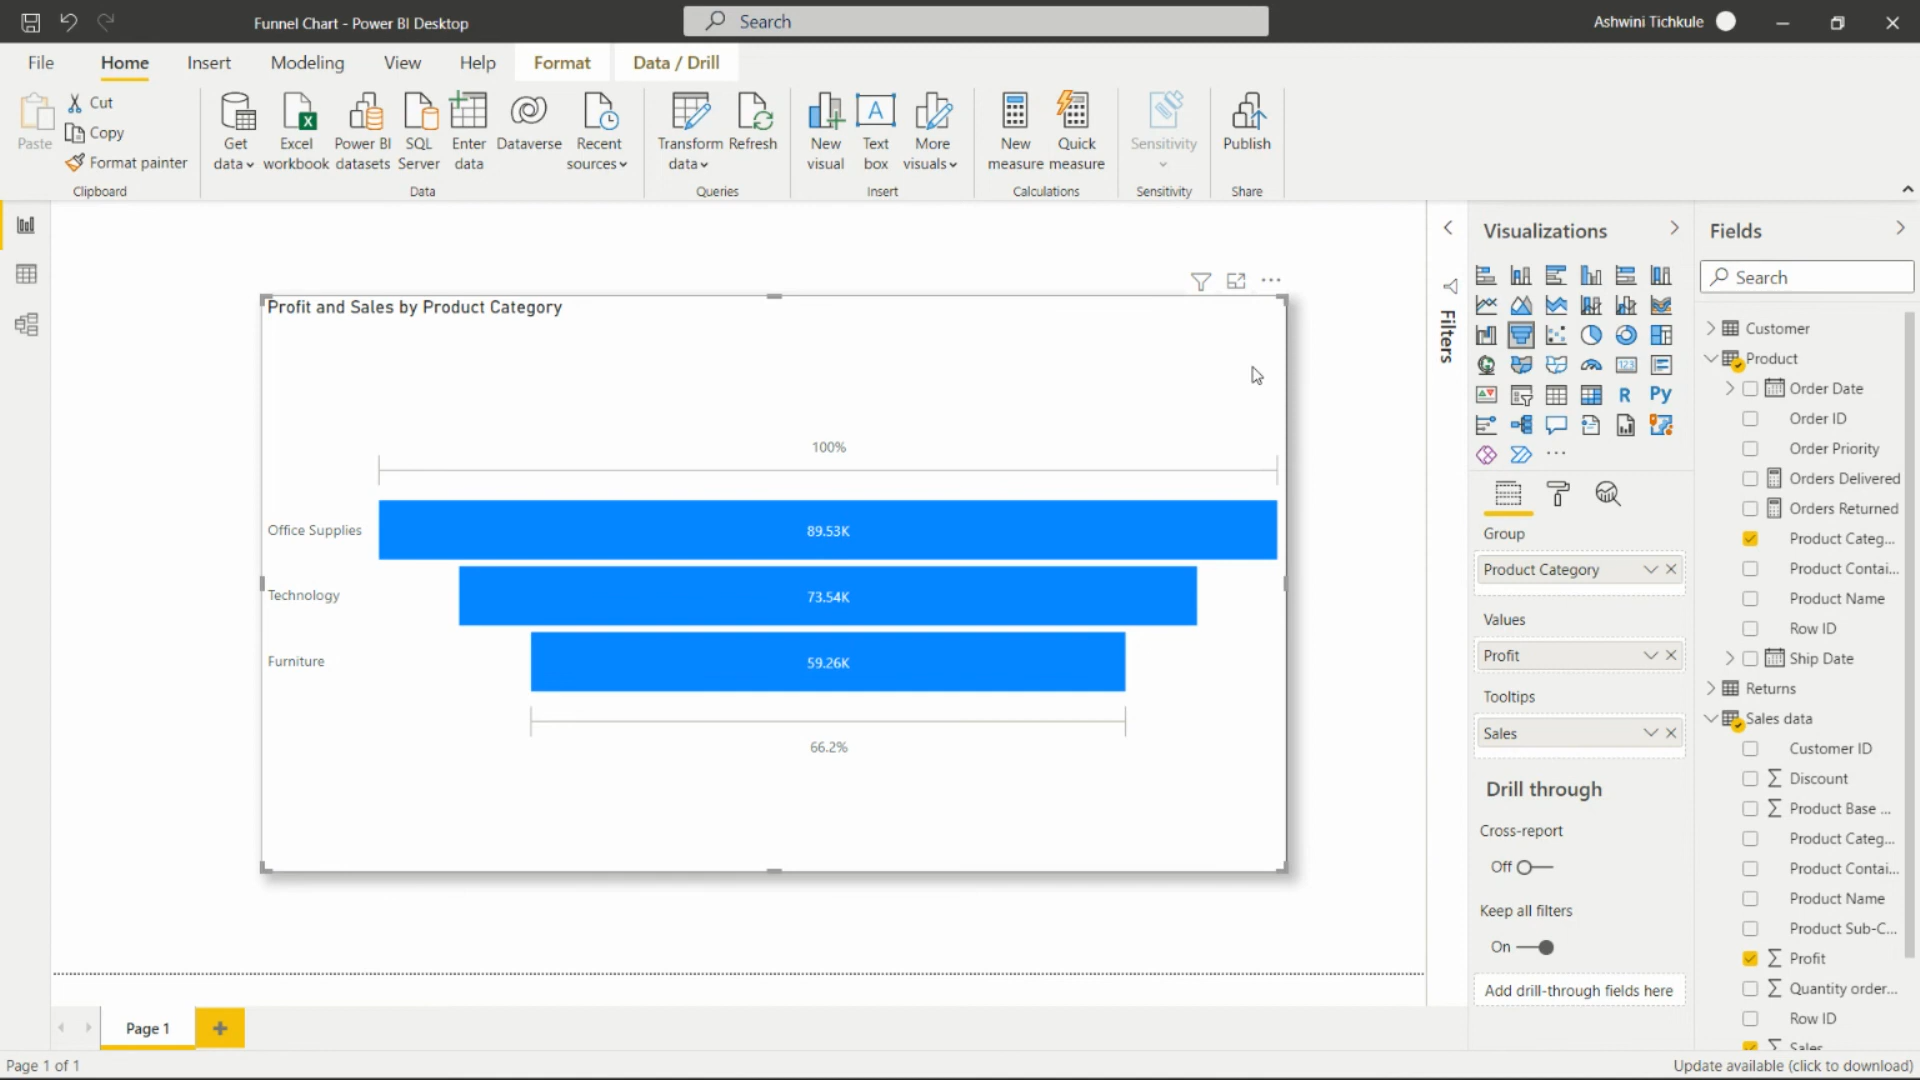 Funnel Chart - Power BI Desktop
Search
Ashwini Tichkule
File
Home
Insert
Modeling
View
Help
Format
Data / Drill
Paste
Cut
Copy
Format painter
Clipboard
Get data
Excel workbook
Power BI datasets
SQL Server
Enter data
Dataverse
Recent sources
Data
Transform data
Refresh
Queries
New visual
Text box
More visuals
Insert
New measure
Quick measure
Calculations
Sensitivity
Sensitivity
Publish
Share
Profit and Sales by Product Category
100%
Office Supplies
89.53K
Technology
73.54K
Furniture
59.26K
66.2%
Filters
Visualizations
123
R
Py
Group
Product Category
Values
Profit
Tooltips
Sales
Drill through
Cross-report
Off
Keep all filters
On
Add drill-through fields here
Fields
Search
Customer
Product
Order Date
Order ID
Order Priority
Orders Delivered
Orders Returned
Product Categ...
Product Contai...
Product Name
Row ID
Ship Date
Returns
Sales data
Customer ID
Discount
Product Base ...
Product Categ...
Product Contai...
Product Name
Product Sub-C...
Profit
Quantity order...
Row ID
Sales
Page 1
Page 1 of 1
Update available (click to download)